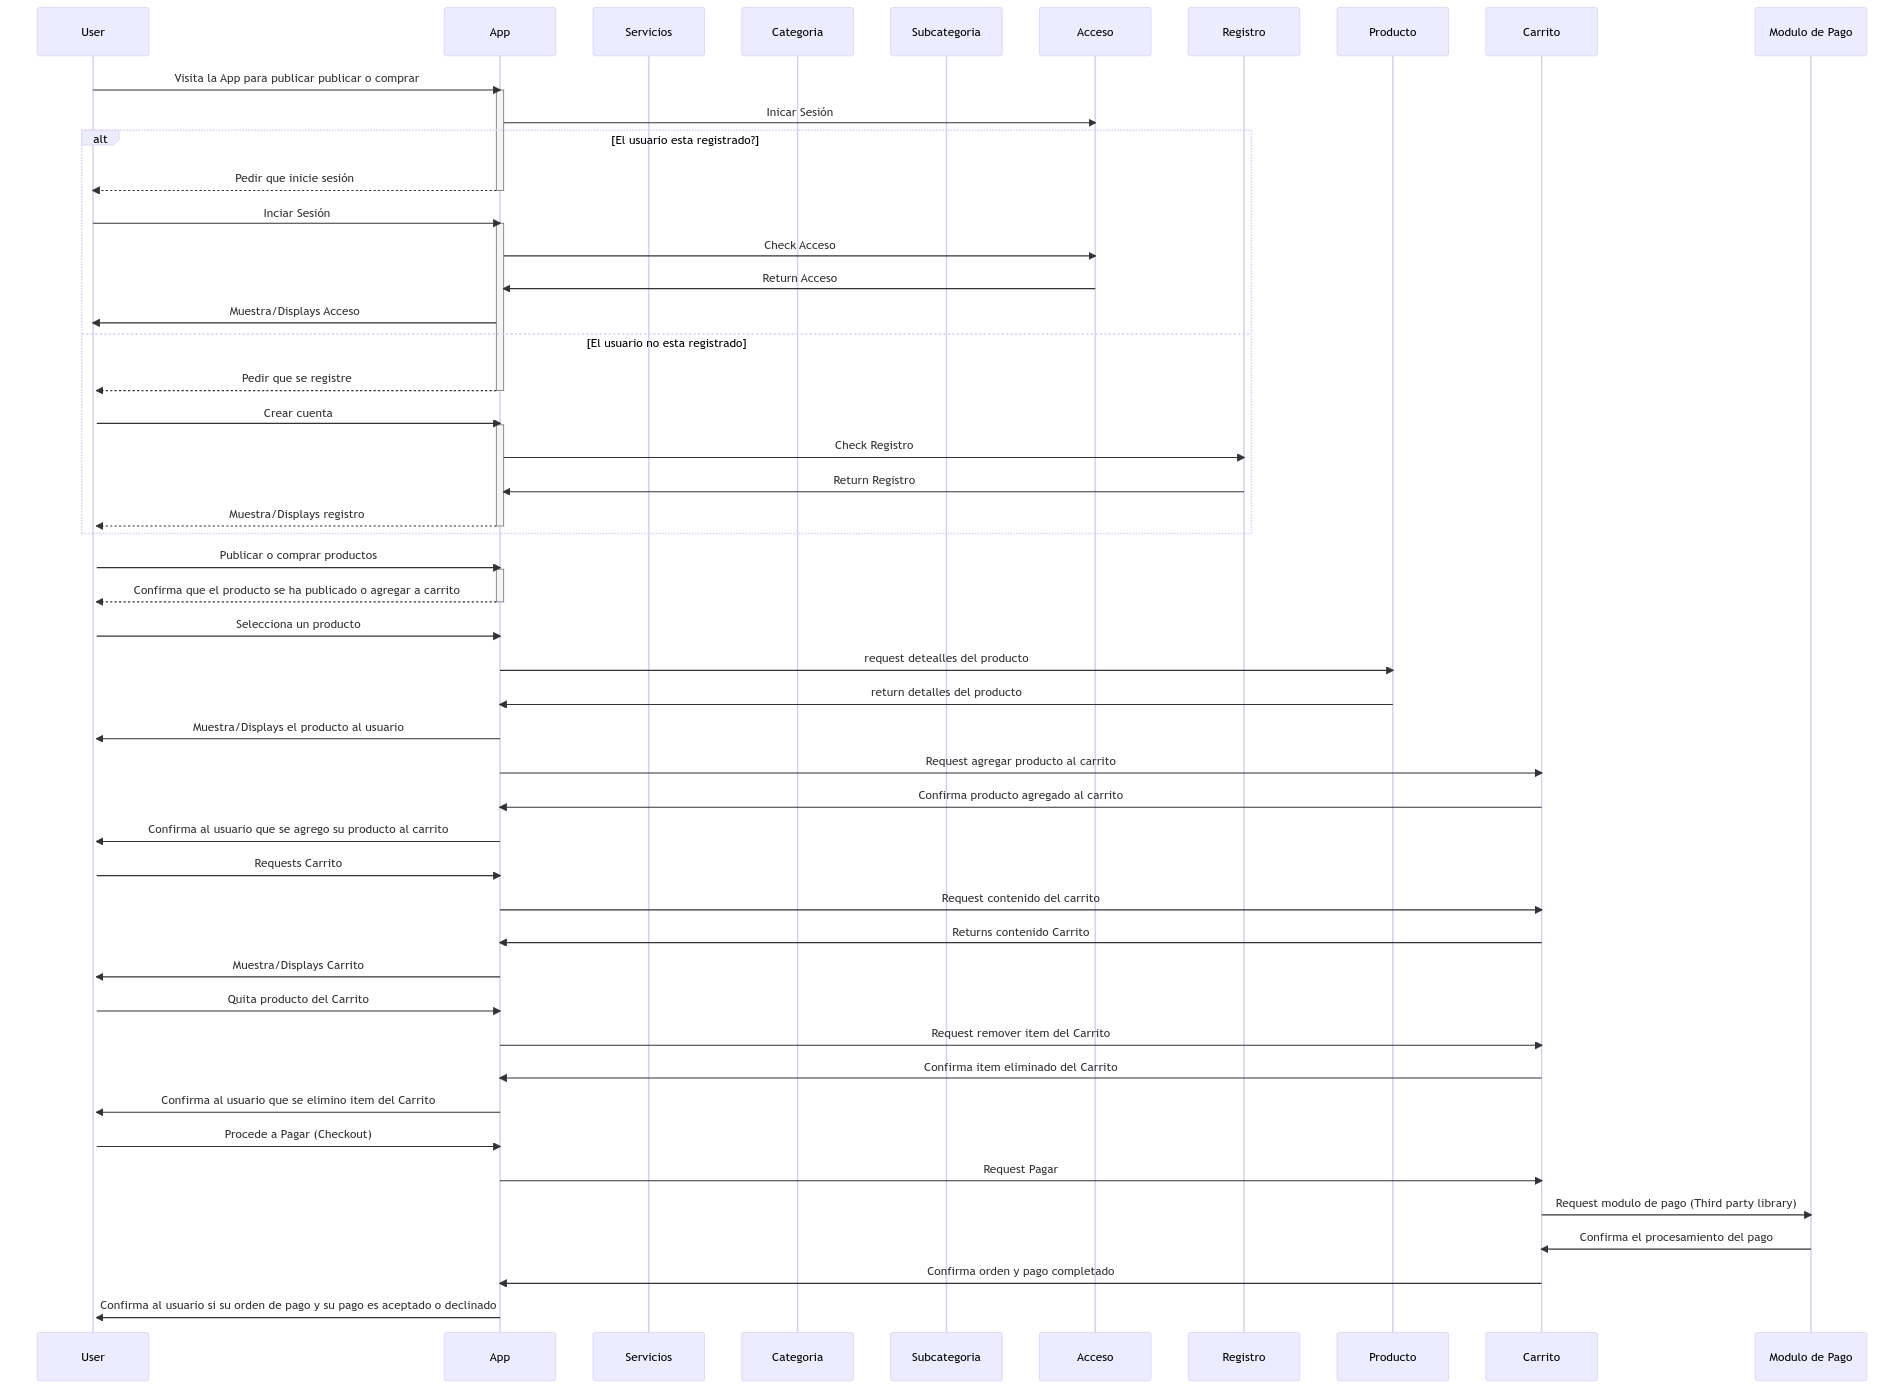 User
App
Servicios
Categoria
Subcategoria
Acceso
Registro
Producto
Carrito
Modulo de Pago
Visita la App para publicar publicar o comprar
Inicar Sesión
alt
[El usuario esta registrado?]
Pedir que inicie sesión
Inciar Sesión
Check Acceso
Return Acceso
Muestra/Displays Acceso
[El usuario no esta registrado]
Pedir que se registre
Crear cuenta
Check Registro
Return Registro
Muestra/Displays registro
Publicar o comprar productos
Confirma que el producto se ha publicado o agregar a carrito
Selecciona un producto
request detealles del producto
return detalles del producto
Muestra/Displays el producto al usuario
Request agregar producto al carrito
Confirma producto agregado al carrito
Confirma al usuario que se agrego su producto al carrito
Requests Carrito
Request contenido del carrito
Returns contenido Carrito
Muestra/Displays Carrito
Quita producto del Carrito
Request remover item del Carrito
Confirma item eliminado del Carrito
Confirma al usuario que se elimino item del Carrito
Procede a Pagar (Checkout)
Request Pagar
Request modulo de pago (Third party library)
Confirma el procesamiento del pago
Confirma orden y pago completado
Confirma al usuario si su orden de pago y su pago es aceptado o declinado
User
App
Servicios
Categoria
Subcategoria
Acceso
Registro
Producto
Carrito
Modulo de Pago